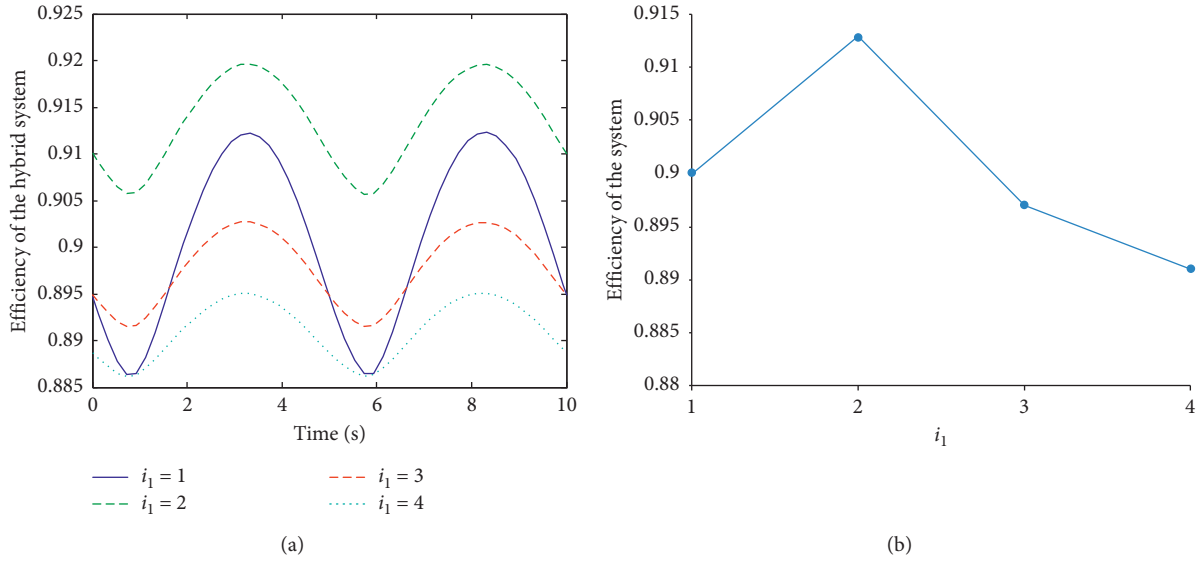 Efficiency of the hybrid system
0.925
0.92
0.915
0.91
0.905
0.9
0.895
0.89
0.885
0 2 4 6 8 10
Time (s)
i1 = 1 i1 = 3
i1 = 2 i1 = 4
(a)
Efficiency of the system
0.915
0.91
0.905
0.9
0.895
0.89
0.885
0.88
1 2 3 4
i1
(b)